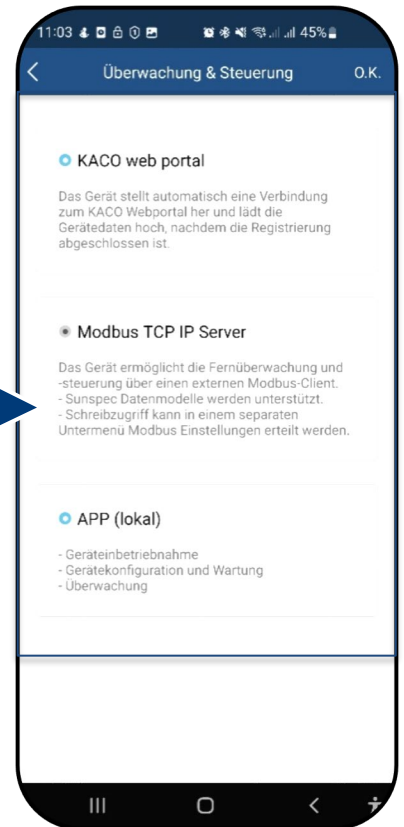 11:03
45%
Überwachung & Steuerung
O.K.
KACO web portal
Das Gerät stellt automatisch eine Verbindung
zum KACO Webportal her und lädt die
Gerätedaten hoch, nachdem die Registrierung
abgeschlossen ist.
Modbus TCP IP Server
Das Gerät ermöglicht die Fernüberwachung und
-steuerung über einen externen Modbus-Client.
- Sunspec Datenmodelle werden unterstützt.
- Schreibzugriff kann in einem separaten
Untermenü Modbus Einstellungen erteilt werden.
APP (lokal)
- Geräteinbetriebnahme
- Gerätekonfiguration und Wartung
- Überwachung